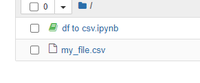 0 /
df to csv.ipynb
my_file.csv